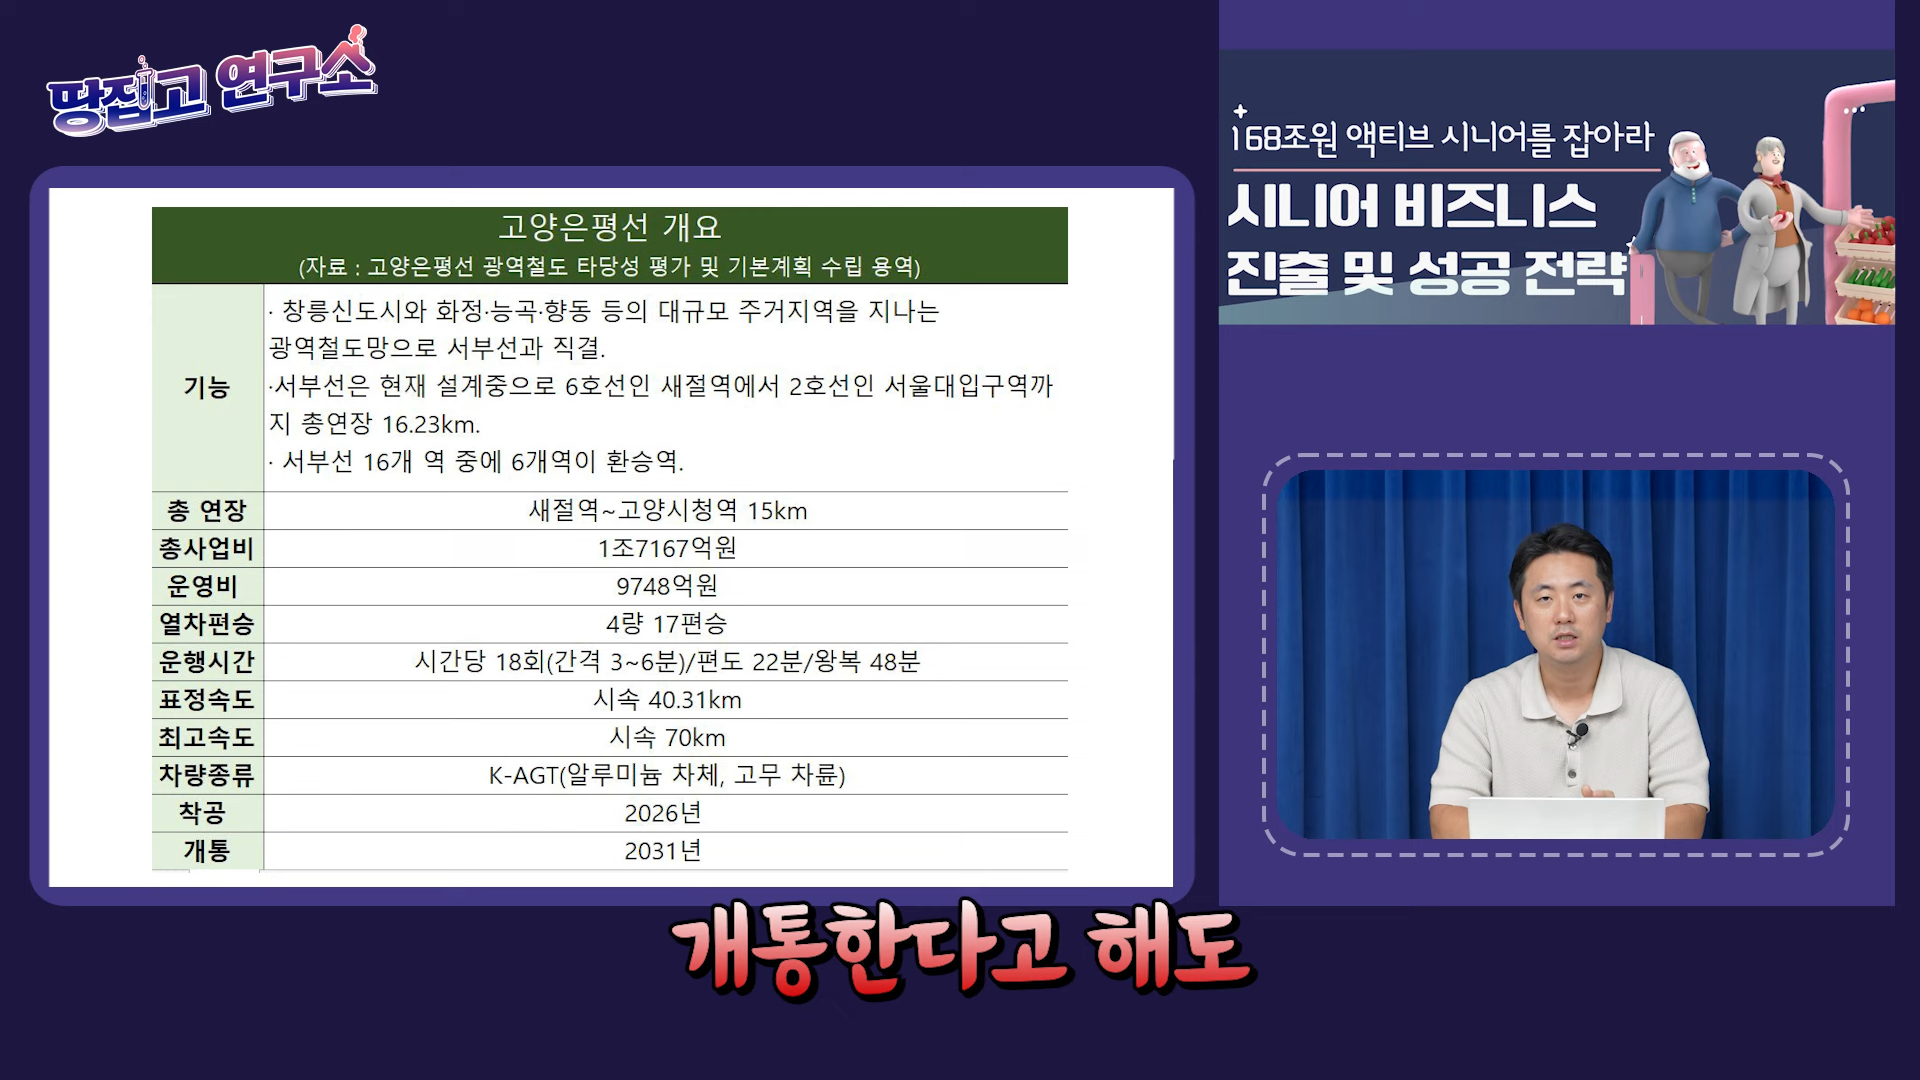 땅집고 연구소
고양은평선 개요
(자료 : 고양은평선 광역철도 타당성 평가 및 기본계획 수립 용역)
기능
· 창릉신도시와 화정·능곡·향동 등의 대규모 주거지역을 지나는
광역철도망으로 서부선과 직결.
·서부선은 현재 설계중으로 6호선인 새절역에서 2호선인 서울대입구역까
지 총연장 16.23km.
· 서부선 16개 역 중에 6개역이 환승역.
총 연장 새절역~고양시청역 15km
총사업비 1조7167억원
운영비 9748억원
열차편승 4량 17편승
운행시간 시간당 18회(간격 3~6분)/편도 22분/왕복 48분
표정속도 시속 40.31km
최고속도 시속 70km
차량종류 K-AGT(알루미늄 차체, 고무 차륜)
착공 2026년
개통 2031년
168조원 액티브 시니어를 잡아라
시니어 비즈니스
진출 및 성공 전략
개통한다고 해도